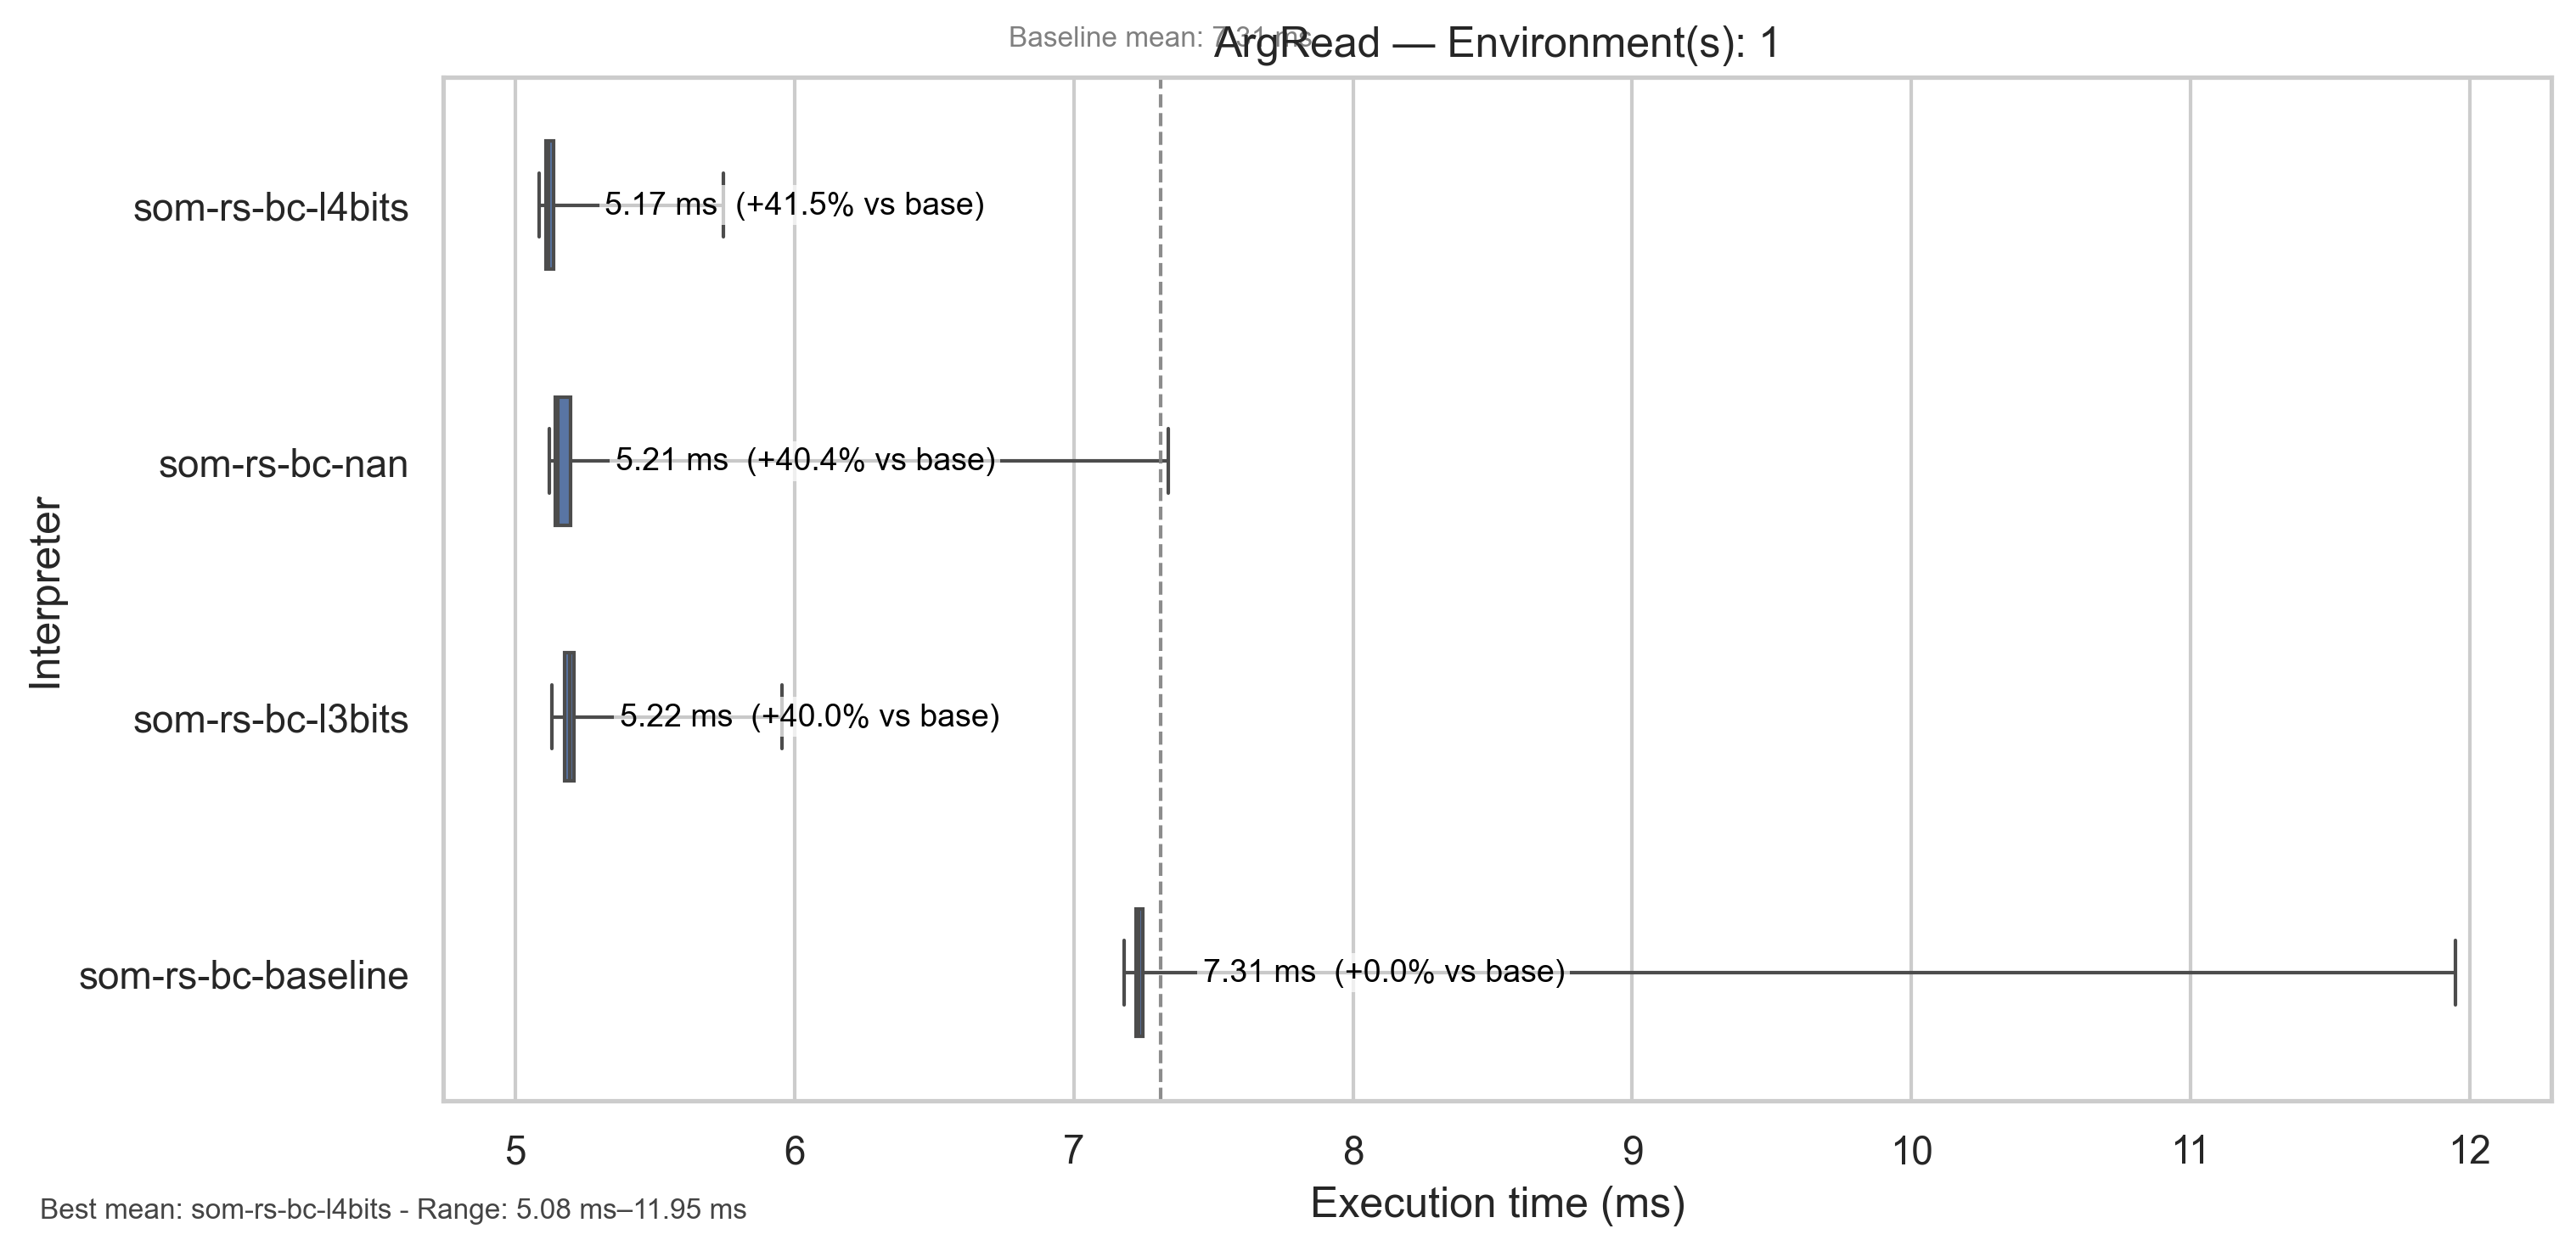 Baseline mean: 7.31 ms
ArgRead — Environment(s): 1
Interpreter
som-rs-bc-l4bits
5.17 ms (+41.5% vs base)
som-rs-bc-nan
5.21 ms (+40.4% vs base)
som-rs-bc-l3bits
5.22 ms (+40.0% vs base)
som-rs-bc-baseline
7.31 ms (+0.0% vs base)
5 6 7 8 9 10 11 12
Execution time (ms)
Best mean: som-rs-bc-l4bits - Range: 5.08 ms–11.95 ms